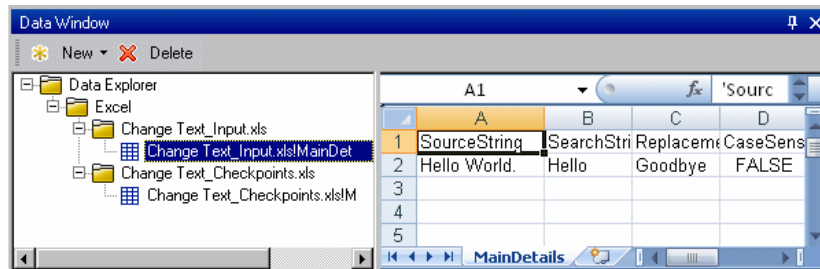 Data Window
New Delete
Data Explorer
Excel
Change Text_Input.xls
Change Text_Input.xls!MainDet
Change Text_Checkpoints.xls
Change Text_Checkpoints.xls!M
A1 fx 'Sourc
A B C D
1 SourceString SearchStri Replaceme CaseSens
2 Hello World. Hello Goodbye FALSE
3
4
5
MainDetails